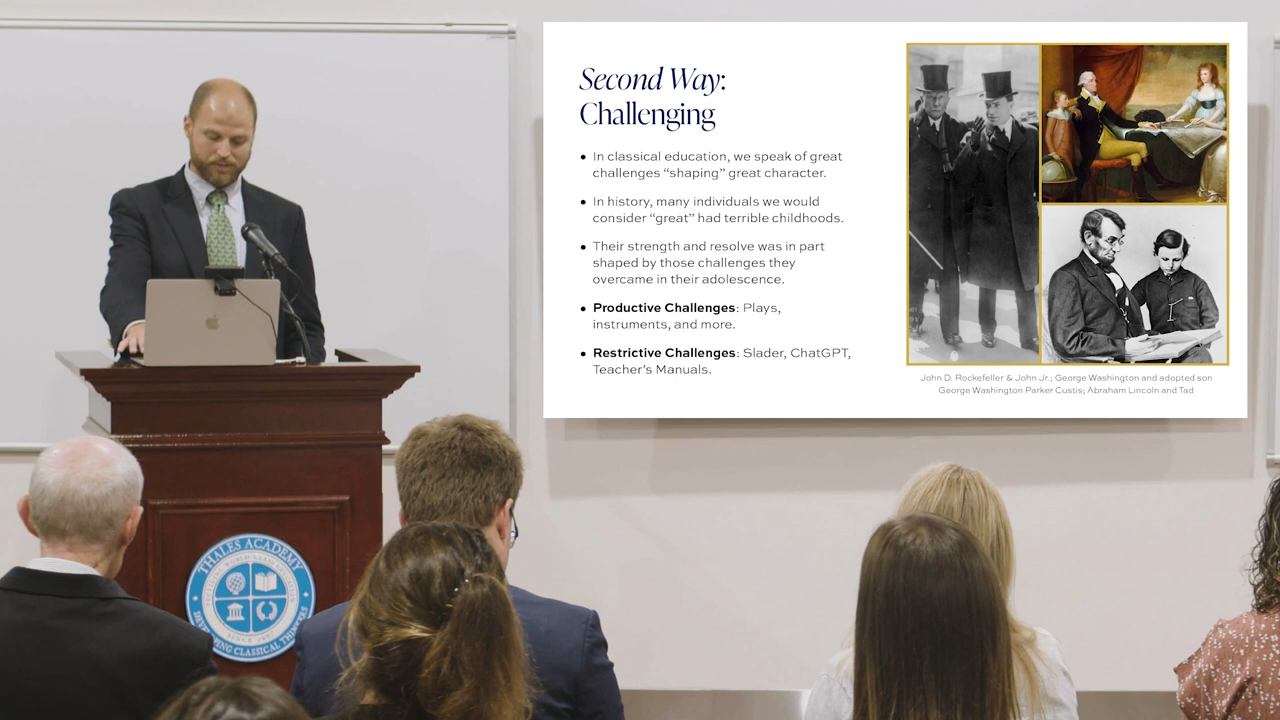 Second Way:
Challenging
• In classical education, we speak of great
challenges “shaping” great character.
• In history, many individuals we would
consider “great” had terrible childhoods.
• Their strength and resolve was in part
shaped by those challenges they
overcame in their adolescence.
• Productive Challenges: Plays,
instruments, and more.
• Restrictive Challenges: Slader, ChatGPT,
Teacher’s Manuals.
John D. Rockefeller & John Jr.; George Washington and adopted son
George Washington Parker Custis; Abraham Lincoln and Tad
THALES ACADEMY
DEVELOPING CLASSICAL THINKERS